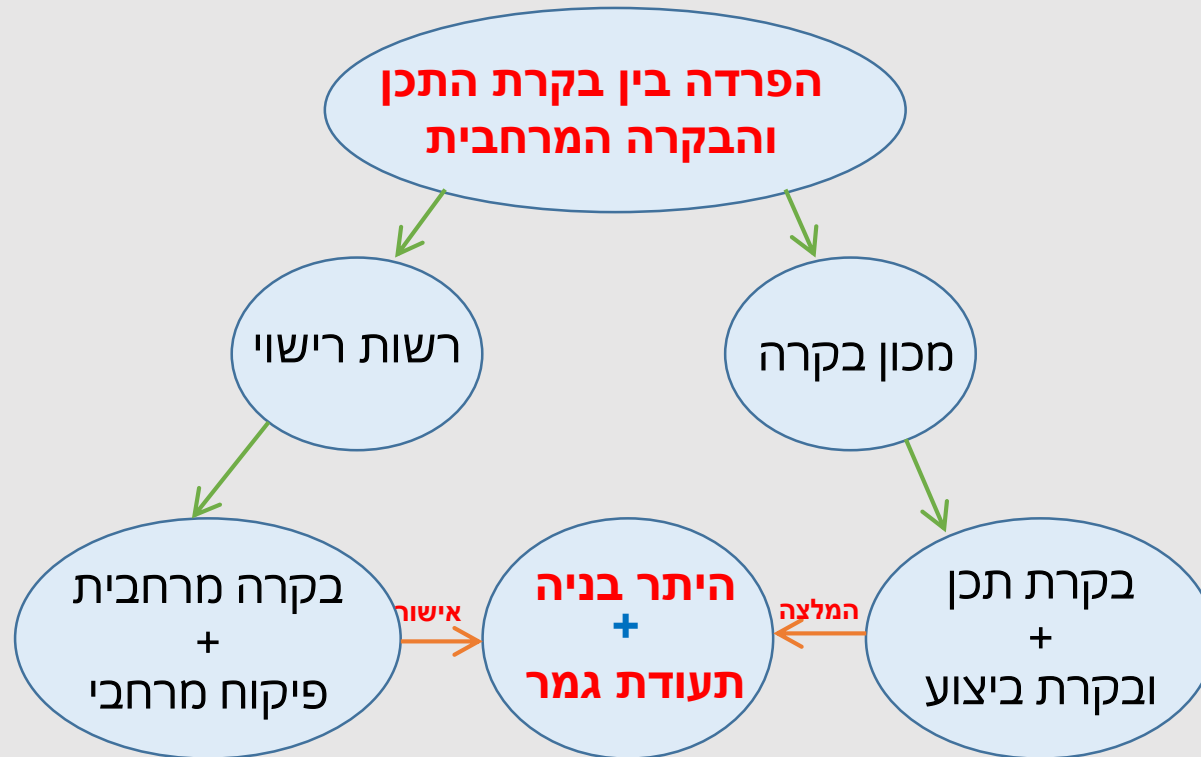 הפרדה בין בקרת התכן
והבקרה המרחבית
מכון בקרה
רשות רישוי
בקרת תכן
+
ובקרת ביצוע
המלצה
היתר בניה
+
תעודת גמר
אישור
בקרה מרחבית
+
פיקוח מרחבי